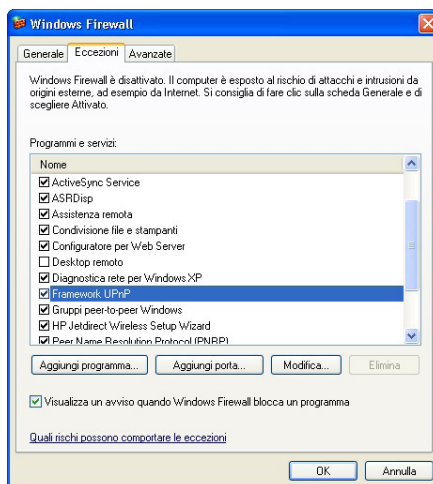 Windows Firewall
Generale Eccezioni Avanzate
Windows Firewall è disattivato. Il computer è esposto al rischio di attacchi e intrusioni da
origini esterne, ad esempio da Internet. Si consiglia di fare clic sulla scheda Generale e di
scegliere Attivato.
Programmi e servizi:
Nome
ActiveSync Service
ASRDisp
Assistenza remota
Condivisione file e stampanti
Configuratore per Web Server
Desktop remoto
Diagnostica rete per Windows XP
Framework UPnP
Gruppi peer-to-peer Windows
HP Jetdirect Wireless Setup Wizard
Peer Name Resolution Protocol (PNRP)
Aggiungi programma... Aggiungi porta... Modifica... Elimina
Visualizza un avviso quando Windows Firewall blocca un programma
Quali rischi possono comportare le eccezioni
OK Annulla